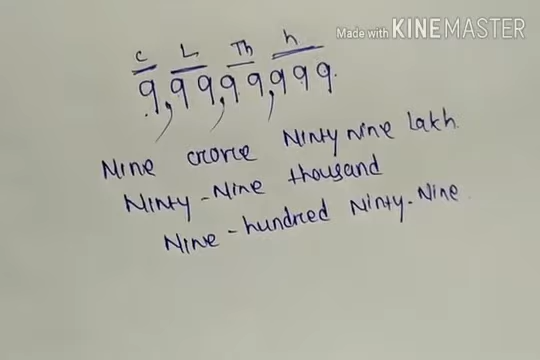 Made with KINEMASTER
C L Th h
9,99,99,999.
Nine crore Ninty nine lakh
Ninty-Nine thousand
Nine-hundred Ninty-Nine.